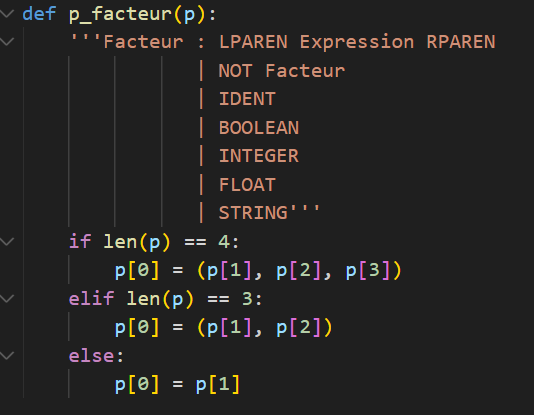 def p_facteur(p):
    '''Facteur : LPAREN Expression RPAREN
               | NOT Facteur
               | IDENT
               | BOOLEAN
               | INTEGER
               | FLOAT
               | STRING'''
    if len(p) == 4:
        p[0] = (p[1], p[2], p[3])
    elif len(p) == 3:
        p[0] = (p[1], p[2])
    else:
        p[0] = p[1]